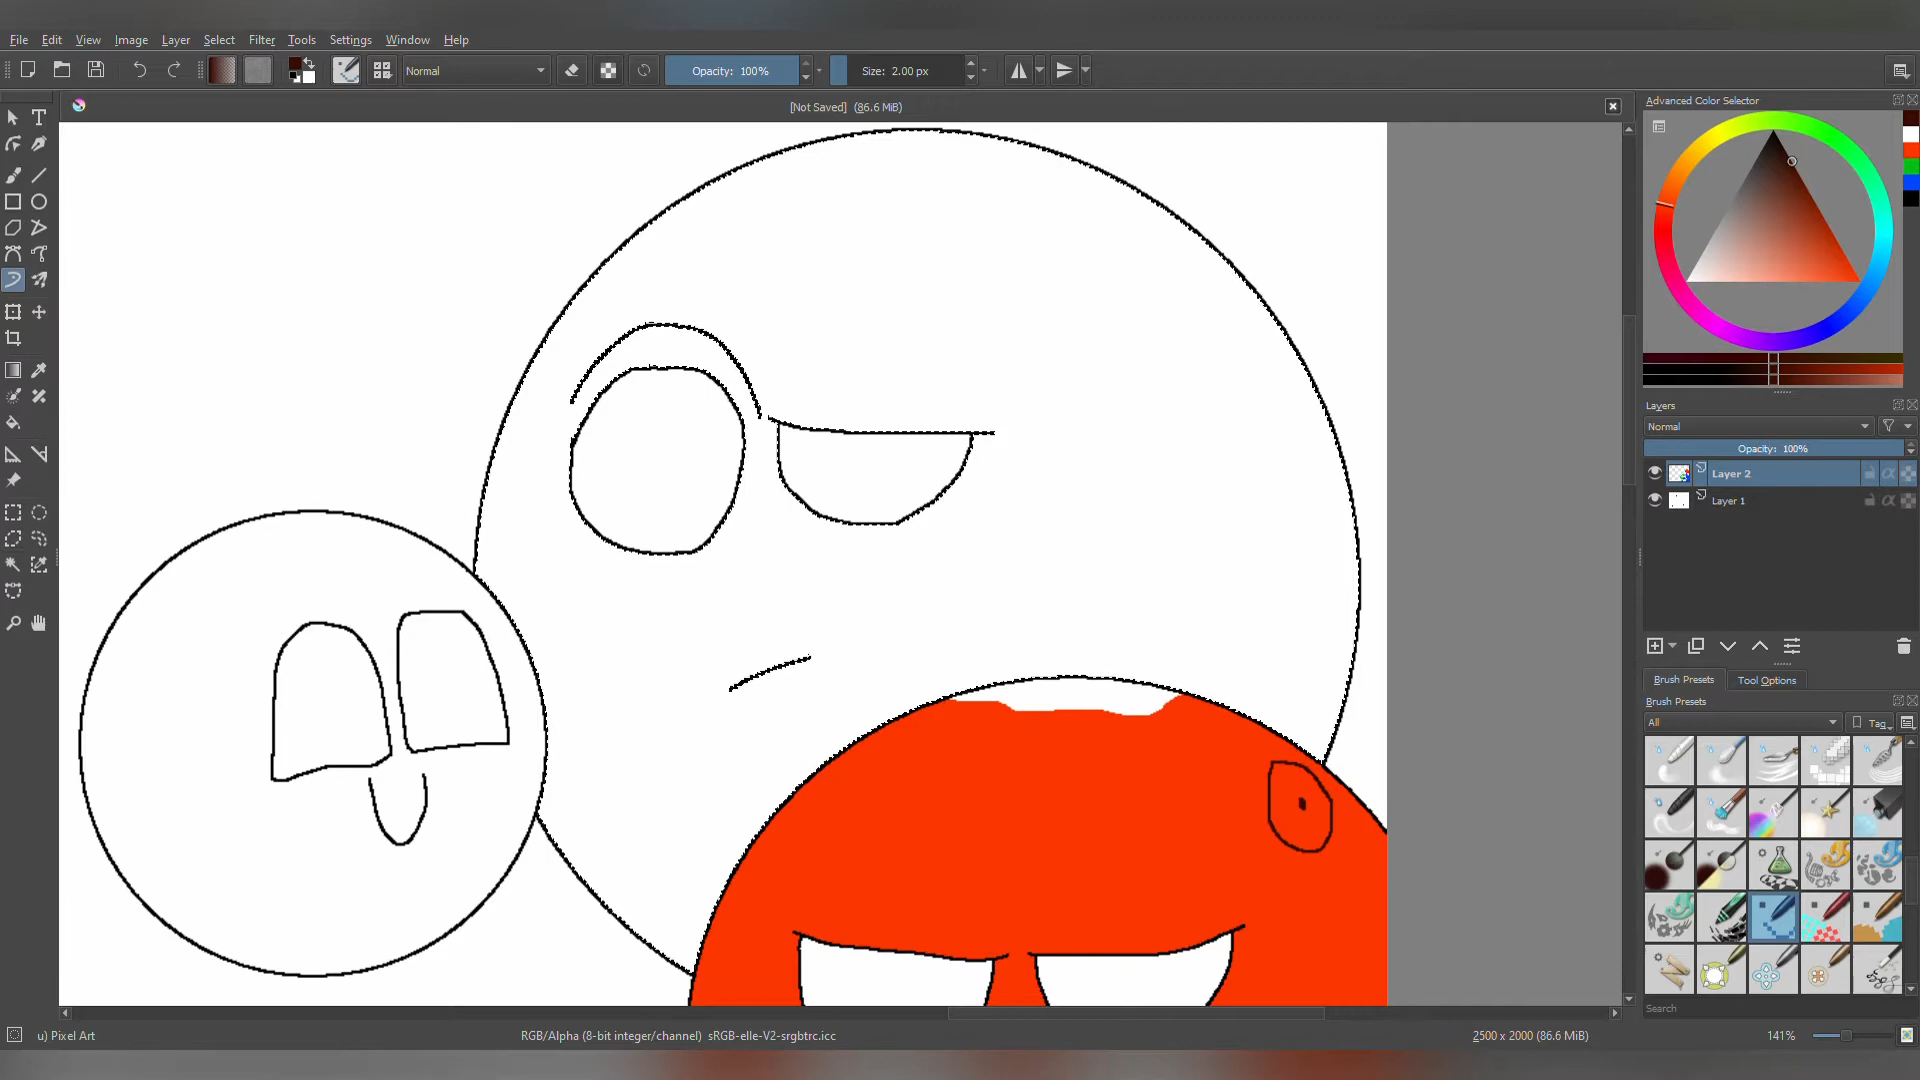 File Edit View Image Layer Select Filter Tools Settings Window Help
Normal Opacity: 100% Size: 2.00 px
[Not Saved] (86.6 MiB)
Advanced Color Selector
Layers
Normal
Opacity: 100%
Layer 2
Layer 1
Brush Presets Tool Options
Brush Presets
All Tag
Search
u) Pixel Art RGB/Alpha (8-bit integer/channel) sRGB-elle-V2-srgbtrc.icc 2500 x 2000 (86.6 MiB) 141%